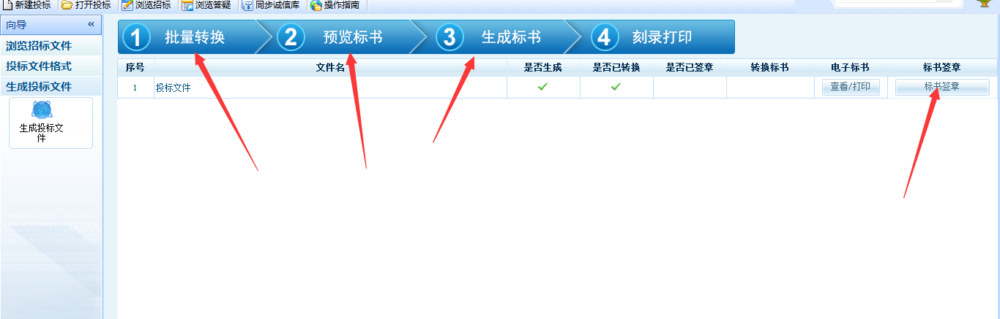 新建投标 打开投标 浏览招标 浏览答疑 同步诚信库 操作指南
向导 «
浏览招标文件
投标文件格式
生成投标文件
生成投标文
件
1 批量转换 2 预览标书 3 生成标书 4 刻录打印
序号 文件名 是否生成 是否已转换 是否已签章 转换标书 电子标书 标书签章
1 投标文件 查看/打印 标书签章